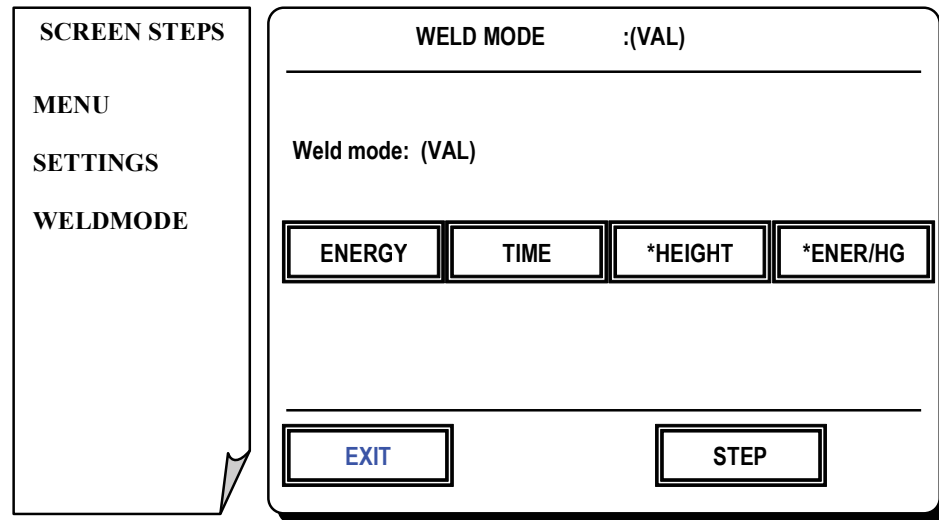 SCREEN STEPS
MENU
SETTINGS
WELDMODE
WELD MODE :(VAL)
Weld mode: (VAL)
ENERGY TIME *HEIGHT *ENER/HG
EXIT STEP